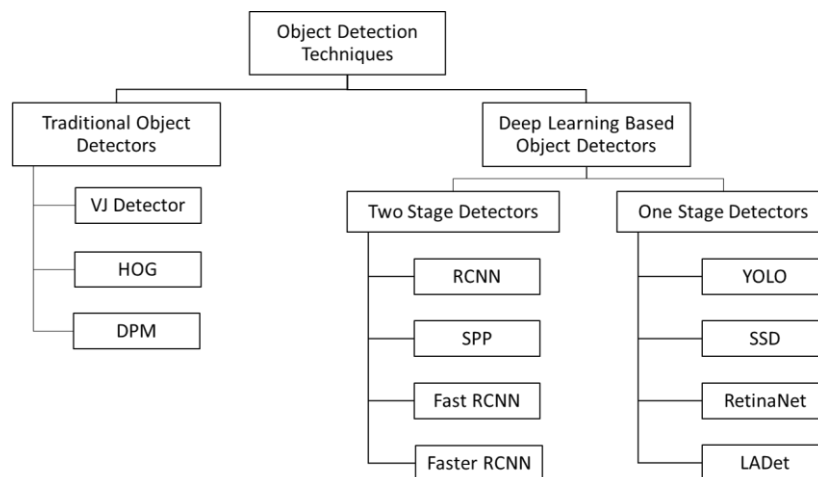 Object Detection
Techniques
Traditional Object
Detectors
Deep Learning Based
Object Detectors
VJ Detector
HOG
DPM
Two Stage Detectors
One Stage Detectors
RCNN
SPP
Fast RCNN
Faster RCNN
YOLO
SSD
RetinaNet
LADet